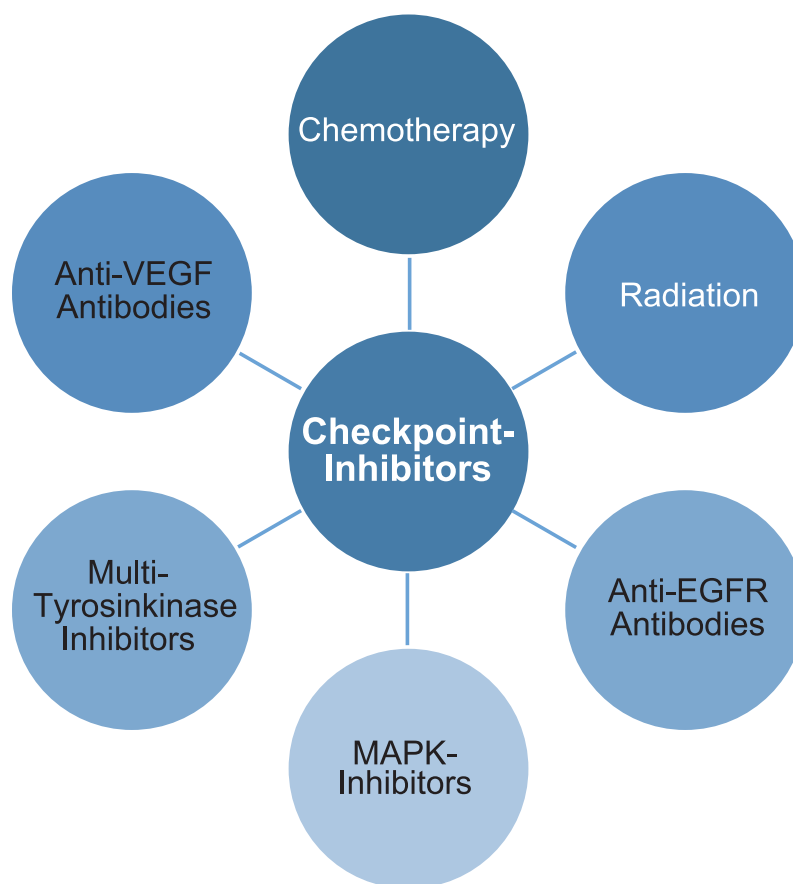 Chemotherapy
Anti-VEGF
Antibodies
Radiation
Checkpoint-
Inhibitors
Multi-
Tyrosinkinase
Inhibitors
Anti-EGFR
Antibodies
MAPK-
Inhibitors